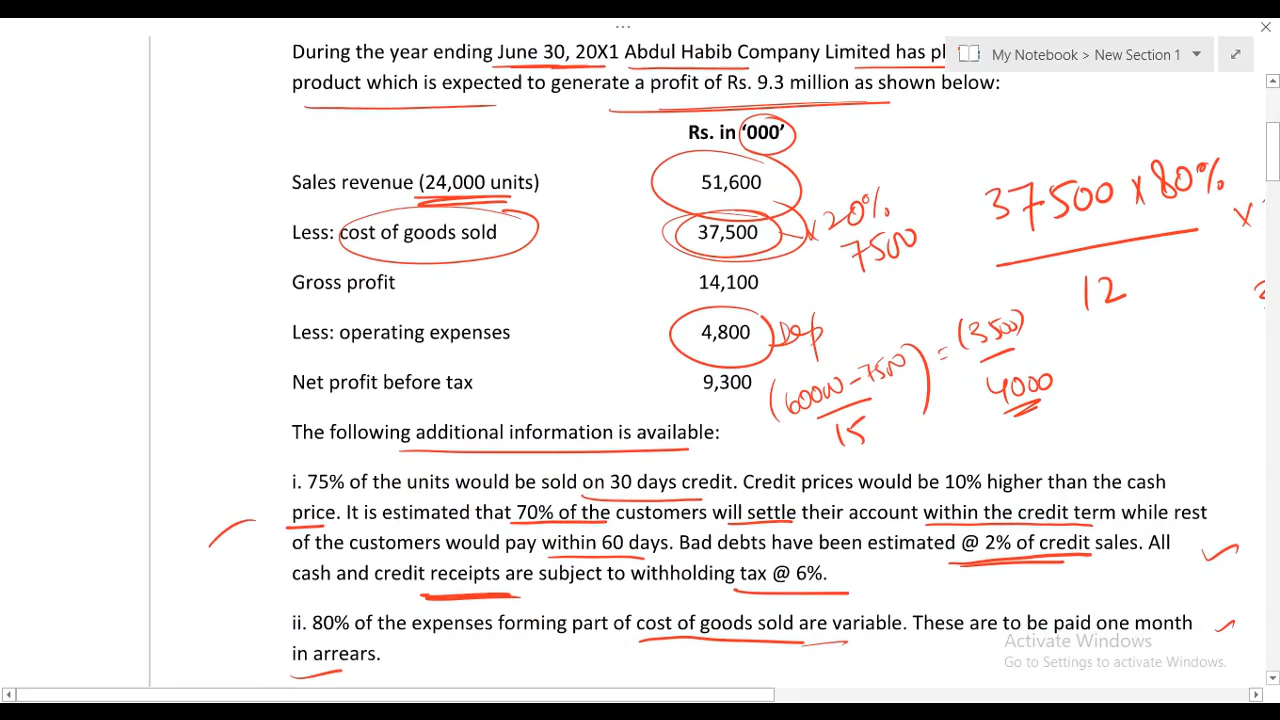 ...
During the year ending June 30, 20X1 Abdul Habib Company Limited has pl
My Notebook > New Section 1
product which is expected to generate a profit of Rs. 9.3 million as shown below:
Rs. in ‘000’
Sales revenue (24,000 units) 51,600
37500 x 80%
x
Less: cost of goods sold 37,500
x 20%
7500
12
Gross profit 14,100
Less: operating expenses 4,800
Dep
Net profit before tax 9,300
(60000 - 7500) = (3500)
15
4000
The following additional information is available:
i. 75% of the units would be sold on 30 days credit. Credit prices would be 10% higher than the cash
price. It is estimated that 70% of the customers will settle their account within the credit term while rest
of the customers would pay within 60 days. Bad debts have been estimated @ 2% of credit sales. All
cash and credit receipts are subject to withholding tax @ 6%.
ii. 80% of the expenses forming part of cost of goods sold are variable. These are to be paid one month
in arrears.
Activate Windows
Go to Settings to activate Windows.